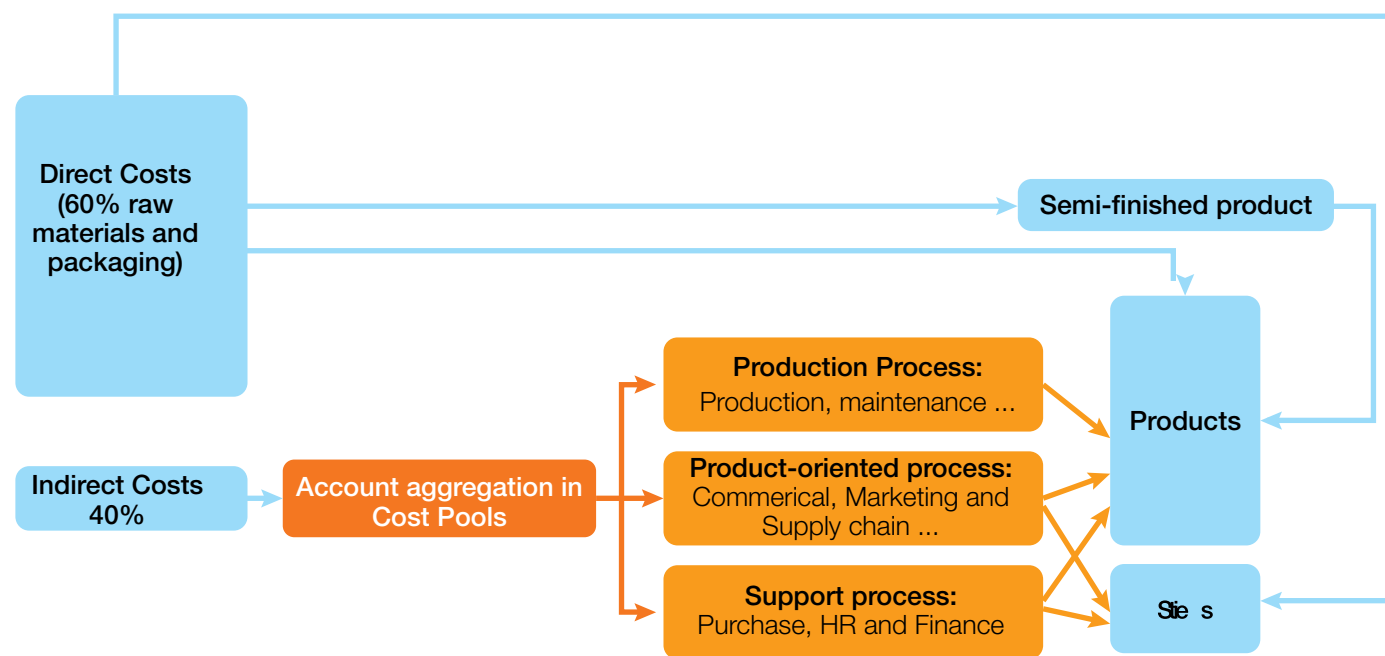 Direct Costs
(60% raw
materials and
packaging)
Semi-finished product
Production Process:
Production, maintenance ...
Products
Indirect Costs
40%
Account aggregation in
Cost Pools
Product-oriented process:
Commerical, Marketing and
Supply chain ...
Support process:
Purchase, HR and Finance